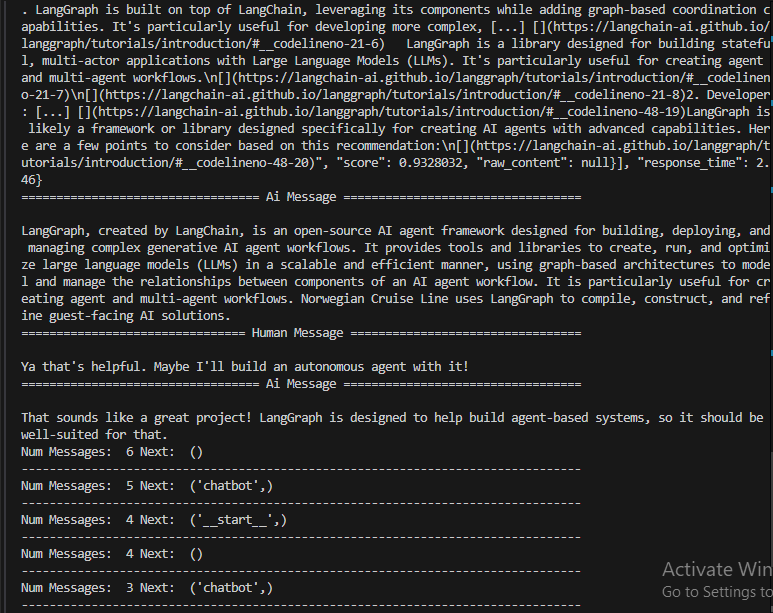 . LangGraph is built on top of LangChain, leveraging its components while adding graph-based coordination c
apabilities. It's particularly useful for developing more complex, [...] [](https://langchain-ai.github.io/
langgraph/tutorials/introduction/#__codelineno-21-6)   LangGraph is a library designed for building statefu
l, multi-actor applications with Large Language Models (LLMs). It's particularly useful for creating agent
and multi-agent workflows.\n[](https://langchain-ai.github.io/langgraph/tutorials/introduction/#__codelinen
o-21-7)\n[](https://langchain-ai.github.io/langgraph/tutorials/introduction/#__codelineno-21-8)2. Developer
: [...] [](https://langchain-ai.github.io/langgraph/tutorials/introduction/#__codelineno-48-19)LangGraph is
 likely a framework or library designed specifically for creating AI agents with advanced capabilities. Her
e are a few points to consider based on this recommendation:\n[](https://langchain-ai.github.io/langgraph/t
utorials/introduction/#__codelineno-48-20)", "score": 0.9328032, "raw_content": null}], "response_time": 2.
46}
================================== Ai Message ==================================
LangGraph, created by LangChain, is an open-source AI agent framework designed for building, deploying, and
 managing complex generative AI agent workflows. It provides tools and libraries to create, run, and optimi
ze large language models (LLMs) in a scalable and efficient manner, using graph-based architectures to mode
l and manage the relationships between components of an AI agent workflow. It is particularly useful for cr
eating agent and multi-agent workflows. Norwegian Cruise Line uses LangGraph to compile, construct, and ref
ine guest-facing AI solutions.
================================ Human Message =================================
Ya that's helpful. Maybe I'll build an autonomous agent with it!
================================== Ai Message ==================================
That sounds like a great project! LangGraph is designed to help build agent-based systems, so it should be
well-suited for that.
Num Messages:  6 Next:  ()
--------------------------------------------------------------------------------
Num Messages:  5 Next:  ('chatbot',)
--------------------------------------------------------------------------------
Num Messages:  4 Next:  ('__start__',)
--------------------------------------------------------------------------------
Num Messages:  4 Next:  ()
--------------------------------------------------------------------------------
Num Messages:  3 Next:  ('chatbot',)
--------------------------------------------------------------------------------
Activate Win
Go to Settings to